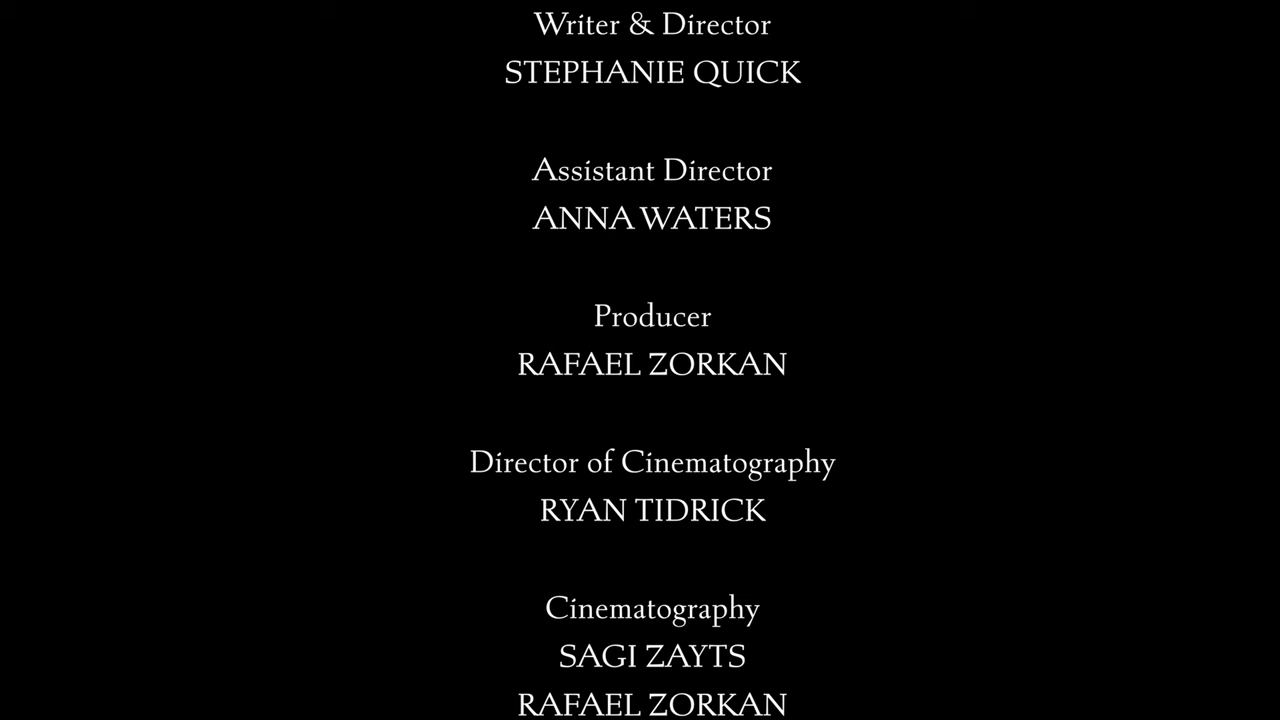 Writer & Director
STEPHANIE QUICK
Assistant Director
ANNA WATERS
Producer
RAFAEL ZORKAN
Director of Cinematography
RYAN TIDRICK
Cinematography
SAGI ZAYTS
RAFAEL ZORKAN